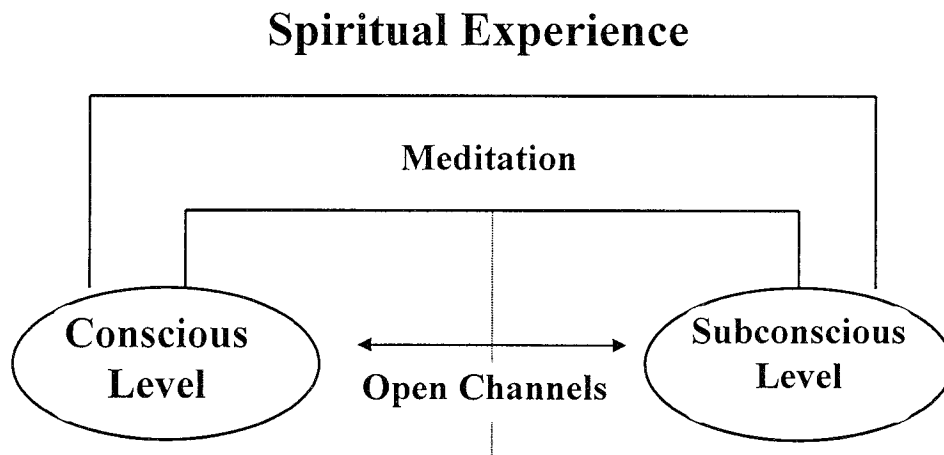 Spiritual Experience
Meditation
Conscious
Level
Open Channels
Subconscious
Level